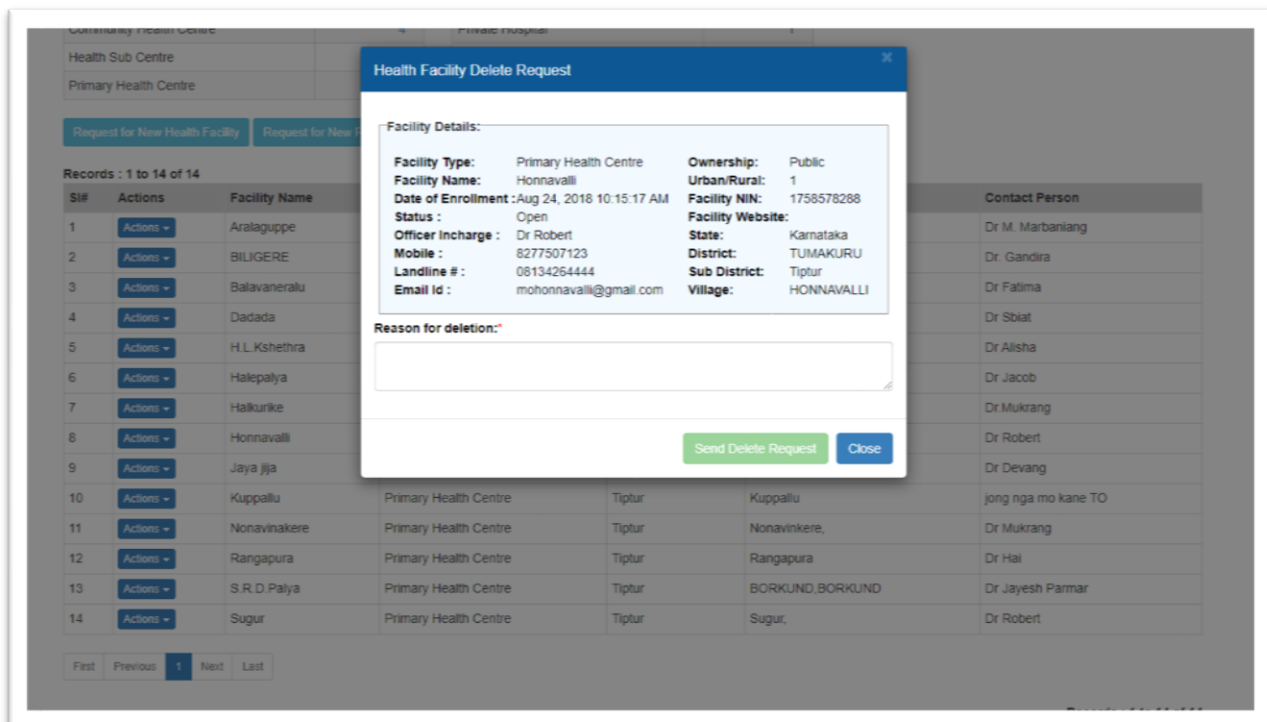 Community Health Centre 4 Private Hospital 1
Health Sub Centre
Primary Health Centre
Request for New Health Facility Request for New
Records : 1 to 14 of 14
Health Facility Delete Request ×
Facility Details:
Facility Type: Primary Health Centre Ownership: Public
Facility Name: Honnavalli Urban/Rural: 1
Date of Enrollment :Aug 24, 2018 10:15:17 AM Facility NIN: 1758578288
Status : Open Facility Website:
Officer Incharge : Dr Robert State: Karnataka
Mobile : 8277507123 District: TUMAKURU
Landline # : 08134264444 Sub District: Tiptur
Email Id : mohonnavalli@gmail.com Village: HONNAVALLI
Reason for deletion:*
Send Delete Request Close
Sl# Actions Facility Name Contact Person
1 Actions Aralaguppe Dr M. Marbaniang
2 Actions BILIGERE Dr. Gandira
3 Actions Balavaneralu Dr Fatima
4 Actions Dadada Dr Sbiat
5 Actions H.L.Kshethra Dr Alisha
6 Actions Halepalya Dr Jacob
7 Actions Halkurike Dr.Mukrang
8 Actions Honnavalli Dr Robert
9 Actions Jaya jija Dr Devang
10 Actions Kuppallu Primary Health Centre Tiptur Kuppallu jong nga mo kane TO
11 Actions Nonavinakere Primary Health Centre Tiptur Nonavinkere, Dr Mukrang
12 Actions Rangapura Primary Health Centre Tiptur Rangapura Dr Hai
13 Actions S.R.D.Palya Primary Health Centre Tiptur BORKUND,BORKUND Dr Jayesh Parmar
14 Actions Sugur Primary Health Centre Tiptur Sugur, Dr Robert
First Previous 1 Next Last